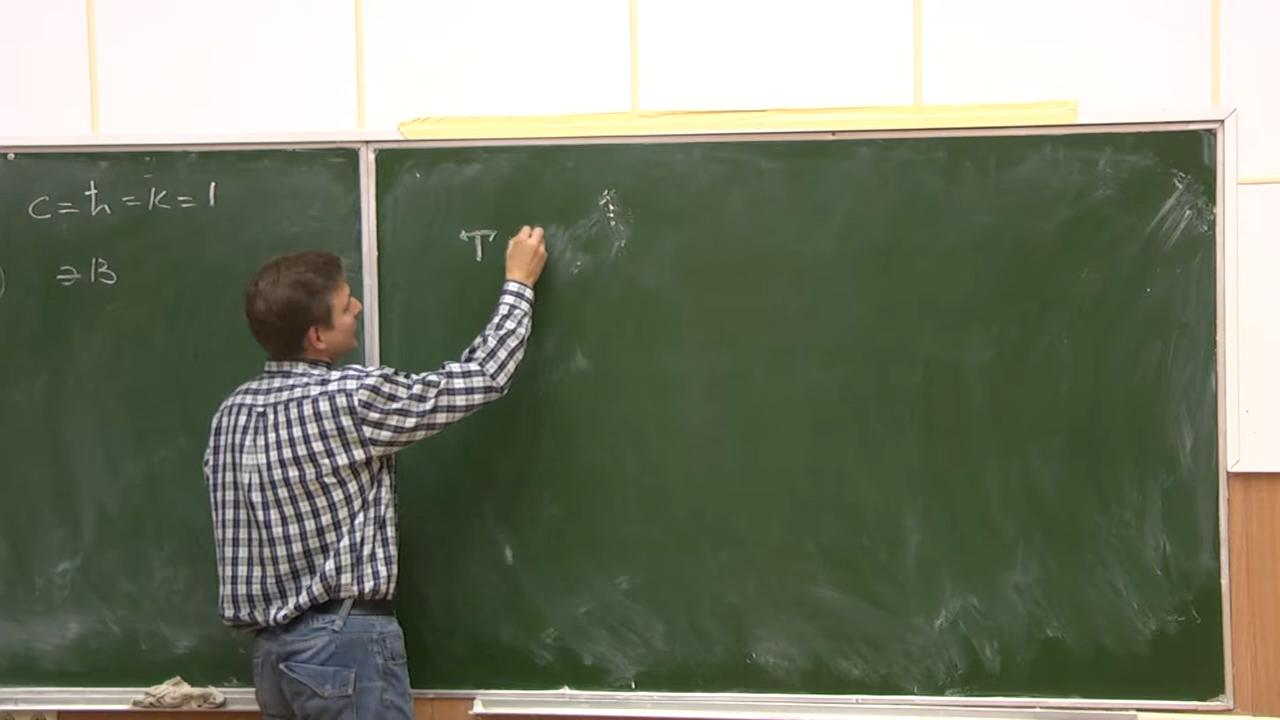 c = ħ = k = 1
) ⇒ B
T